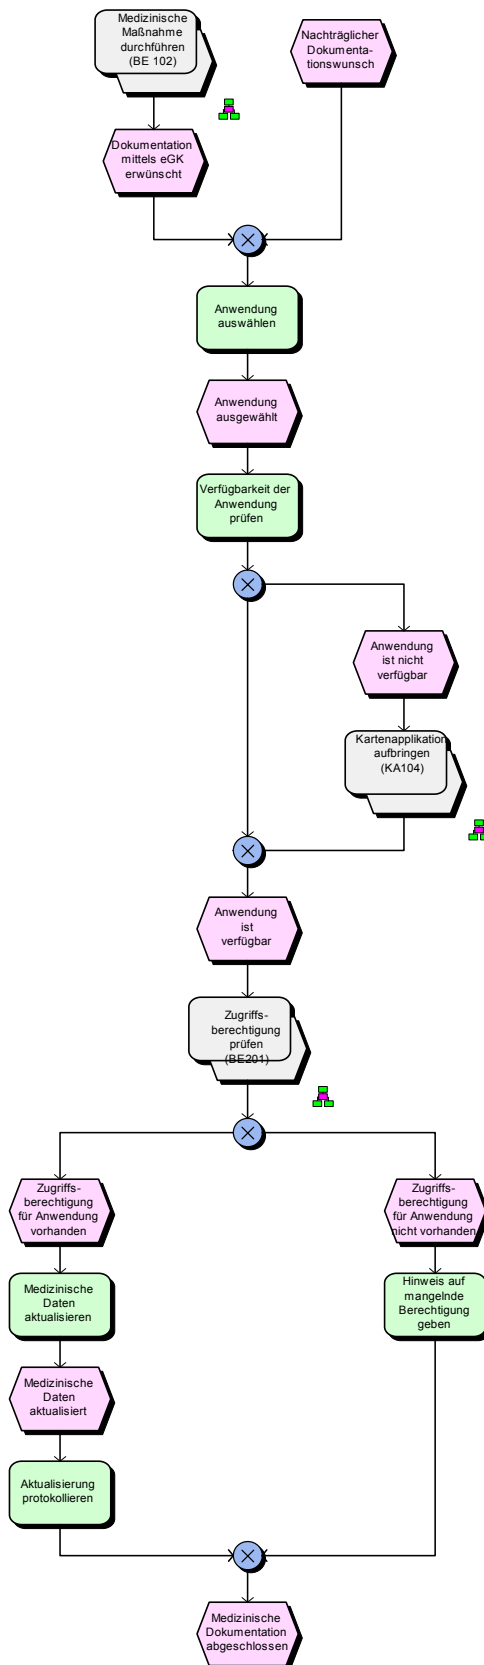 Medizinische
Maßnahme
durchführen
(BE 102)
Nachträglicher
Dokumenta-
tionswunsch
Dokumentation
mittels eGK
erwünscht
Anwendung
auswählen
Anwendung
ausgewählt
Verfügbarkeit der
Anwendung
prüfen
Anwendung
ist nicht
verfügbar
Kartenapplikation
aufbringen
(KA104)
Anwendung
ist
verfügbar
Zugriffs-
berechtigung
prüfen
(BE201)
Zugriffs-
berechtigung
für Anwendung
vorhanden
Zugriffs-
berechtigung
für Anwendung
nicht vorhanden
Medizinische
Daten
aktualisieren
Hinweis auf
mangelnde
Berechtigung
geben
Medizinische
Daten
aktualisiert
Aktualisierung
protokollieren
Medizinische
Dokumentation
abgeschlossen